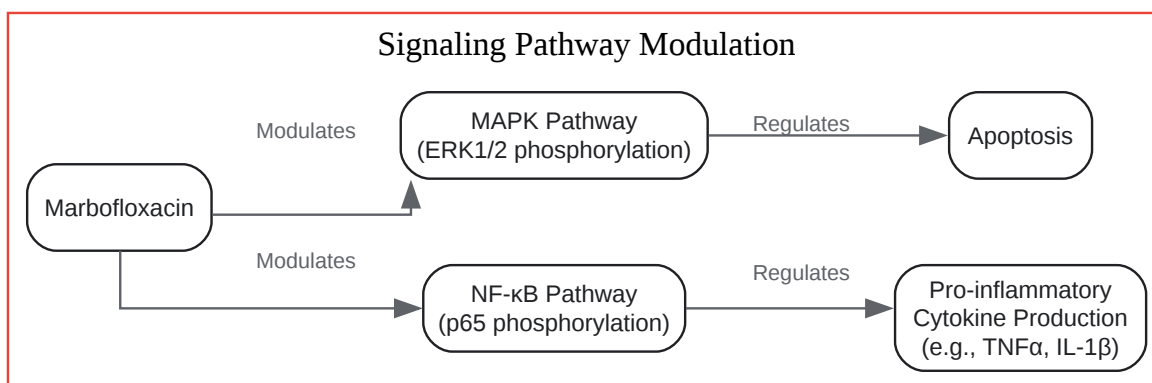 Signaling Pathway Modulation
Modulates
MAPK Pathway
(ERK1/2 phosphorylation)
Regulates
Apoptosis
Marbofloxacin
Modulates
NF-κB Pathway
(p65 phosphorylation)
Regulates
Pro-inflammatory
Cytokine Production
(e.g., TNFα, IL-1β)